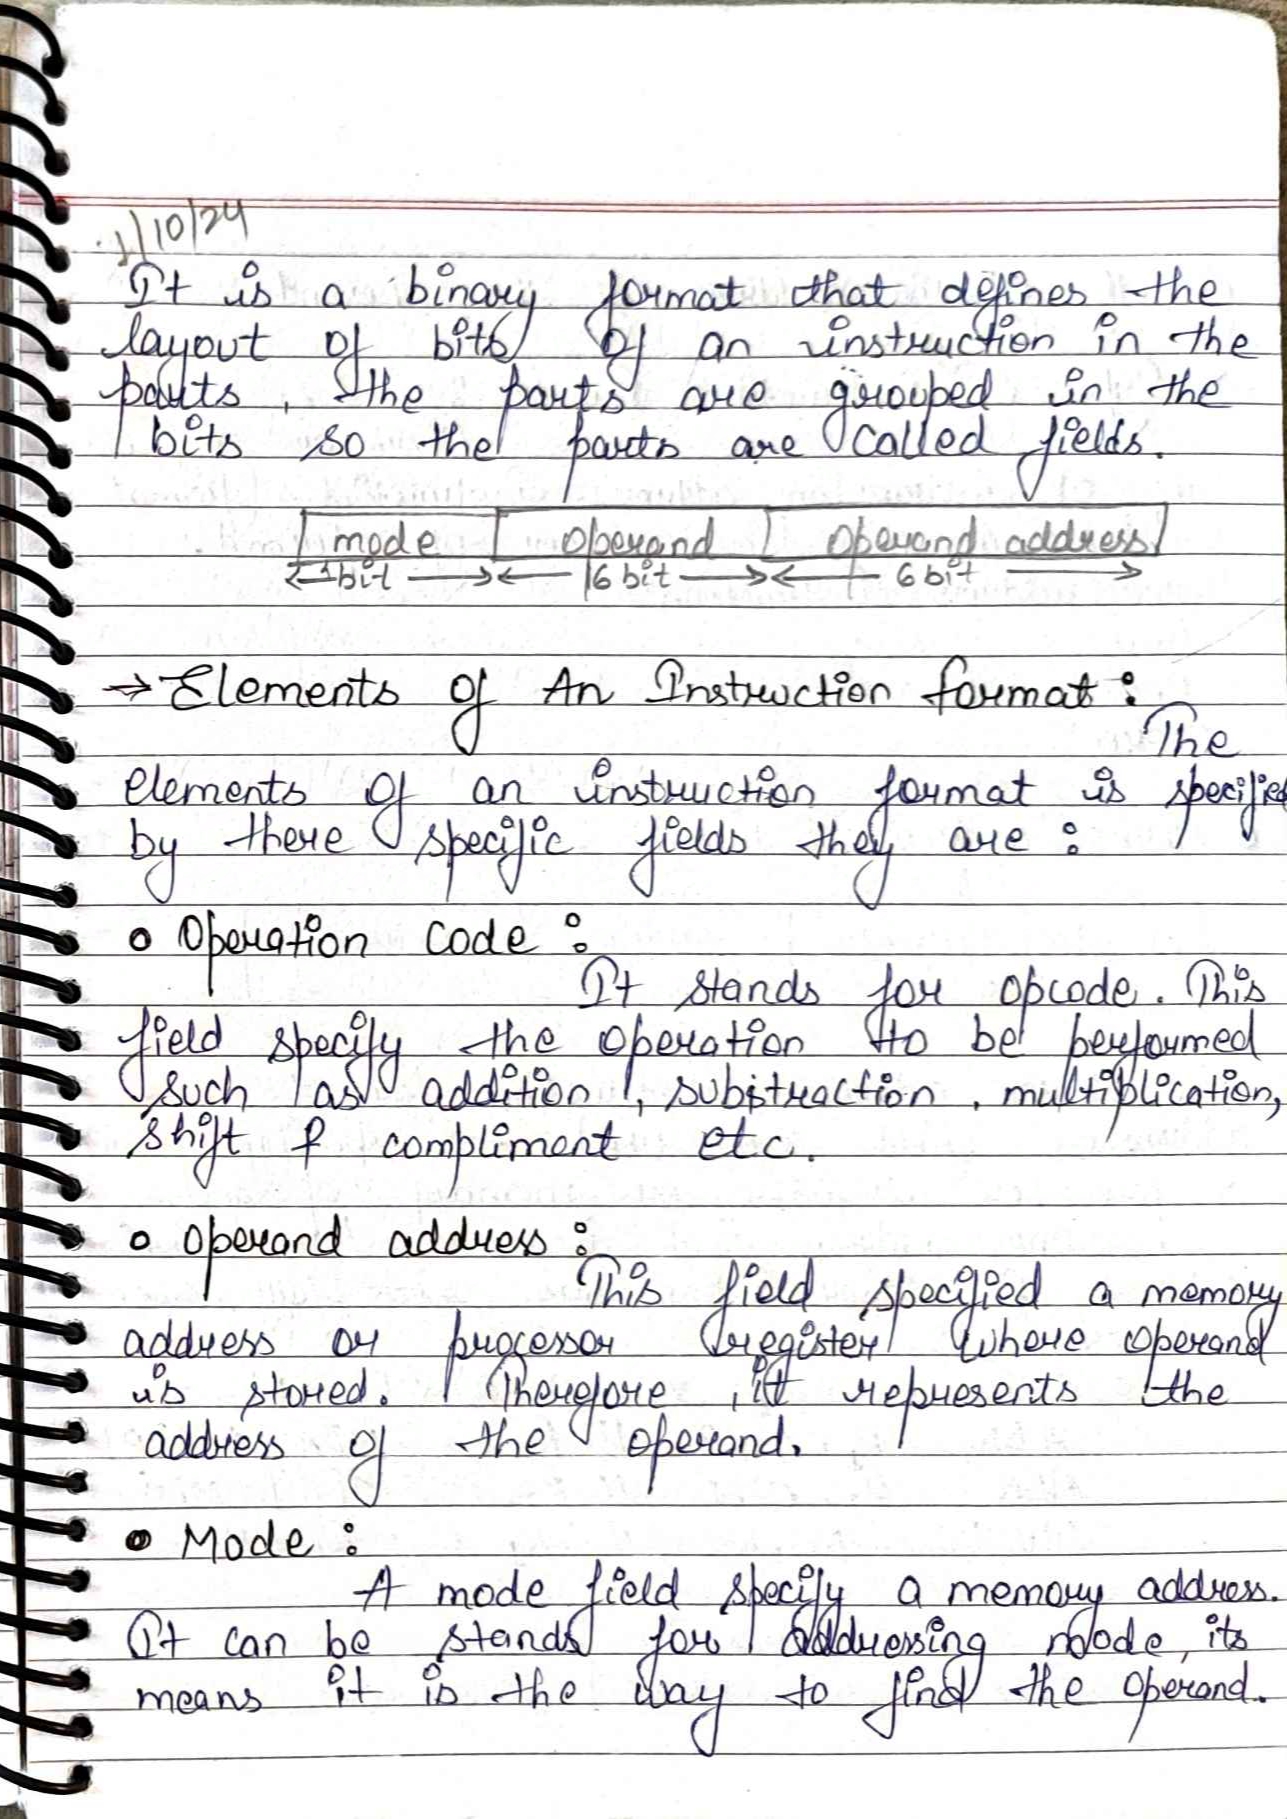 1/10/24
It is a binary format that defines the
layout of bits of an instruction in the
parts, the parts are grouped in the
bits so the parts are called fields.
mode operand operand address
1bit 16 bit 6 bit
→ Elements of An Instruction format :
The
elements of an instruction format is specified
by there specific fields they are :
o Operation code :
It stands for opcode. This
field specify the operation to be performed
such as addition, subtraction, multiplication,
shift & compliment etc.
o Operand address :
This field specified a memory
address or processor register where operand
is stored. Therefore, it represents the
address of the operand.
• Mode :
A mode field specify a memory address.
It can be stands for addressing mode, its
means it is the way to find the operand.